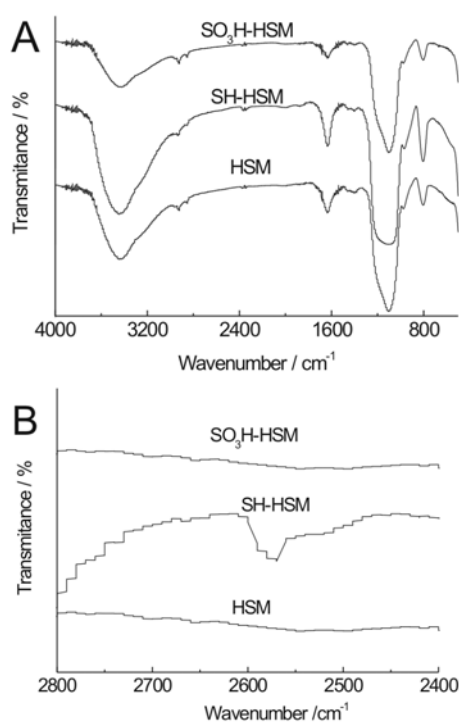 A
SO₃H-HSM
SH-HSM
HSM
Transmitance / %
4000 3200 2400 1600 800
Wavenumber / cm⁻¹
B
SO₃H-HSM
SH-HSM
HSM
Transmitance / %
2800 2700 2600 2500 2400
Wavenumber /cm⁻¹